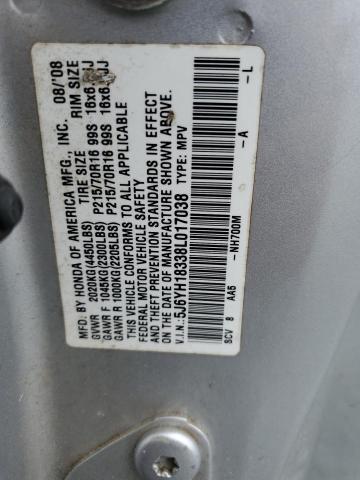 MFD. BY HONDA OF AMERICA MFG., INC. 08/'08
TIRE SIZE RIM SIZE
GVWR 2020KG(4450LBS)
GAWR F 1045KG(2300LBS) P215/70R16 99S 16x6
GAWR R 1000KG(2205LBS) P215/70R16 99S 16x6
THIS VEHICLE CONFORMS TO ALL APPLICABLE
FEDERAL MOTOR VEHICLE SAFETY
AND THEFT PREVENTION STANDARDS IN EFFECT
ON THE DATE OF MANUFACTURE SHOWN ABOVE.
V.I.N.: 5J6YH18338L017038 TYPE: MPV
SCV 8 AA5 -NH700M -A -L